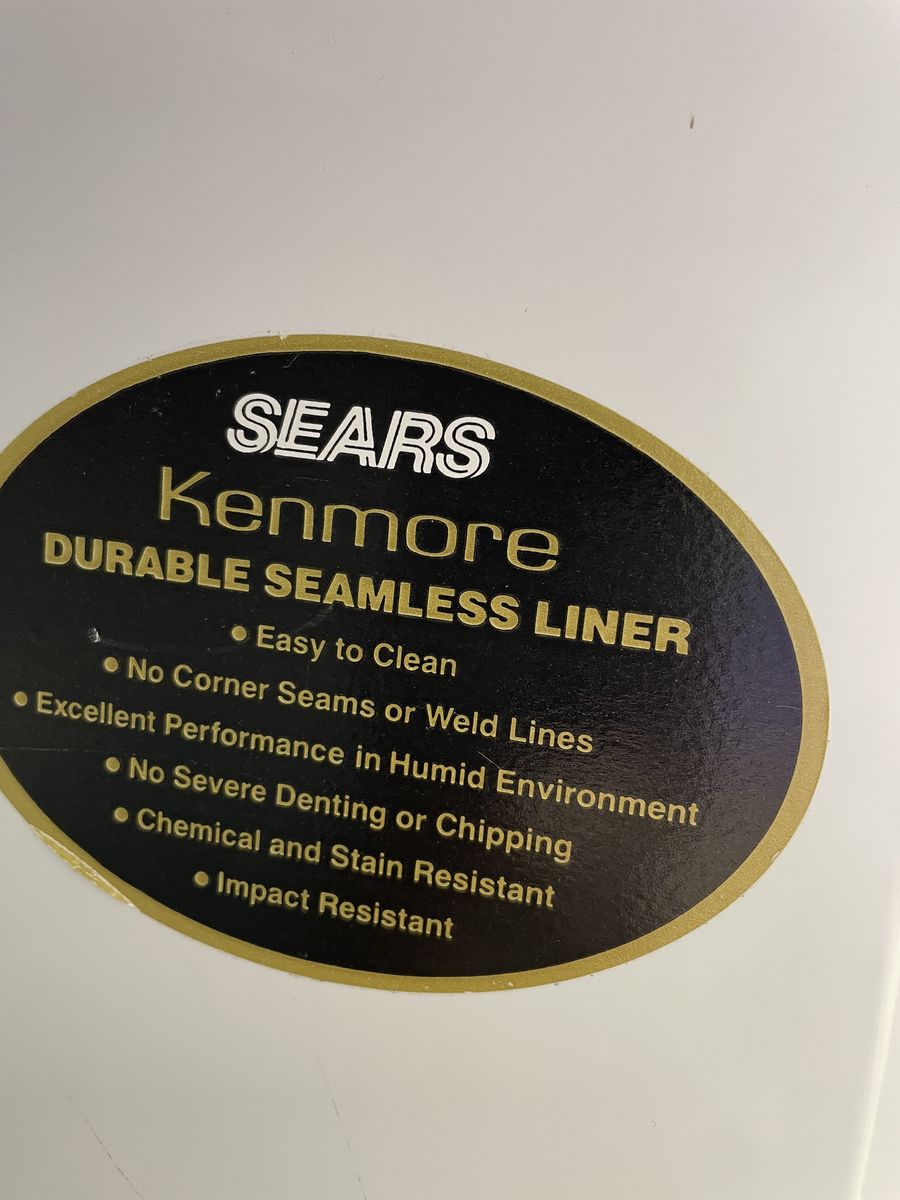 SEARS
Kenmore
DURABLE SEAMLESS LINER
• Easy to Clean
• No Corner Seams or Weld Lines
• Excellent Performance in Humid Environment
• No Severe Denting or Chipping
• Chemical and Stain Resistant
• Impact Resistant